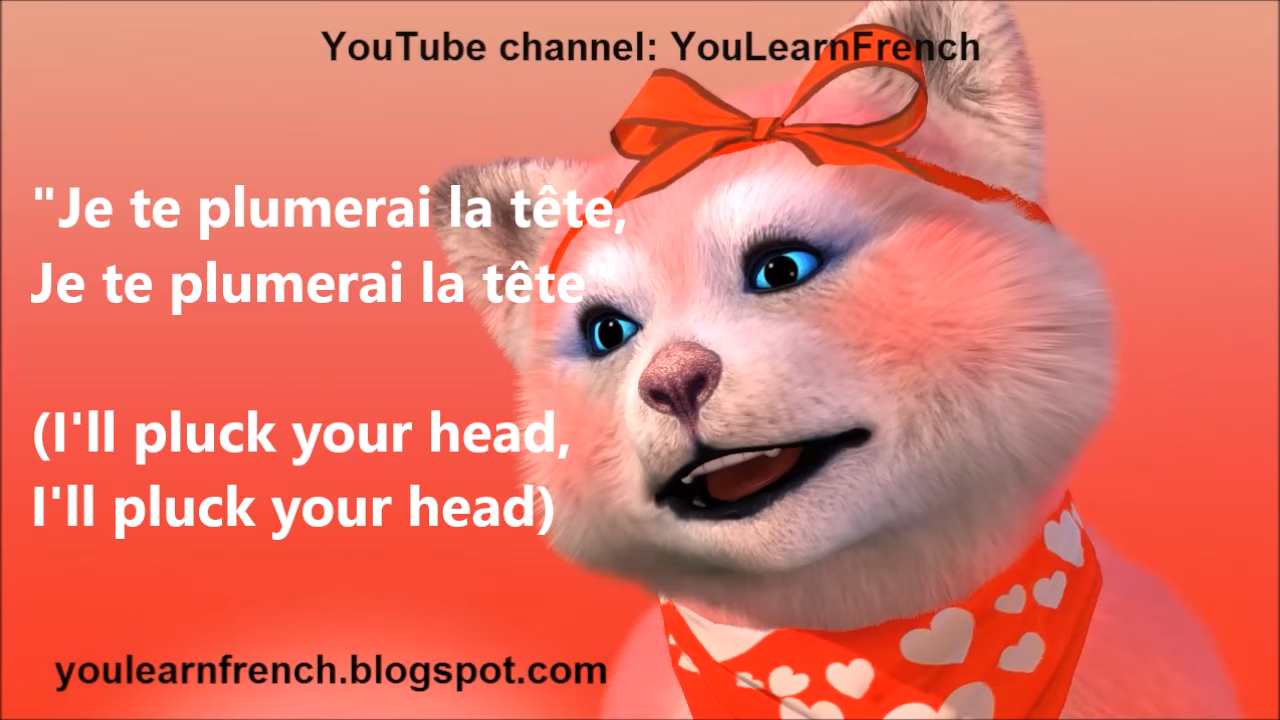 YouTube channel: YouLearnFrench
"Je te plumerai la tête,
Je te plumerai la tête"
(I'll pluck your head,
I'll pluck your head)
youlearnfrench.blogspot.com